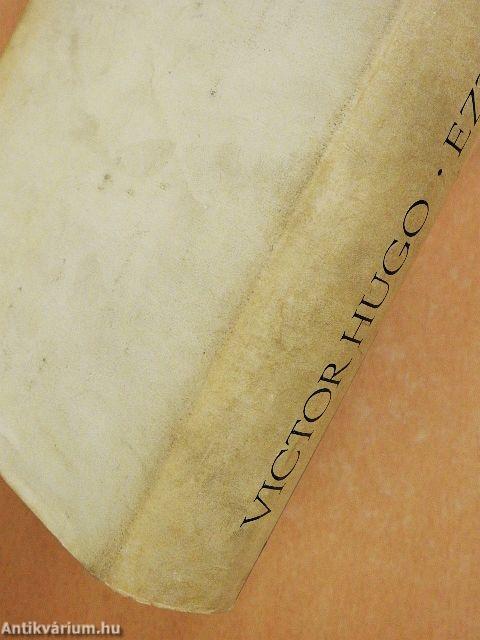 VICTOR HUGO · EZ
Antikvárium.hu